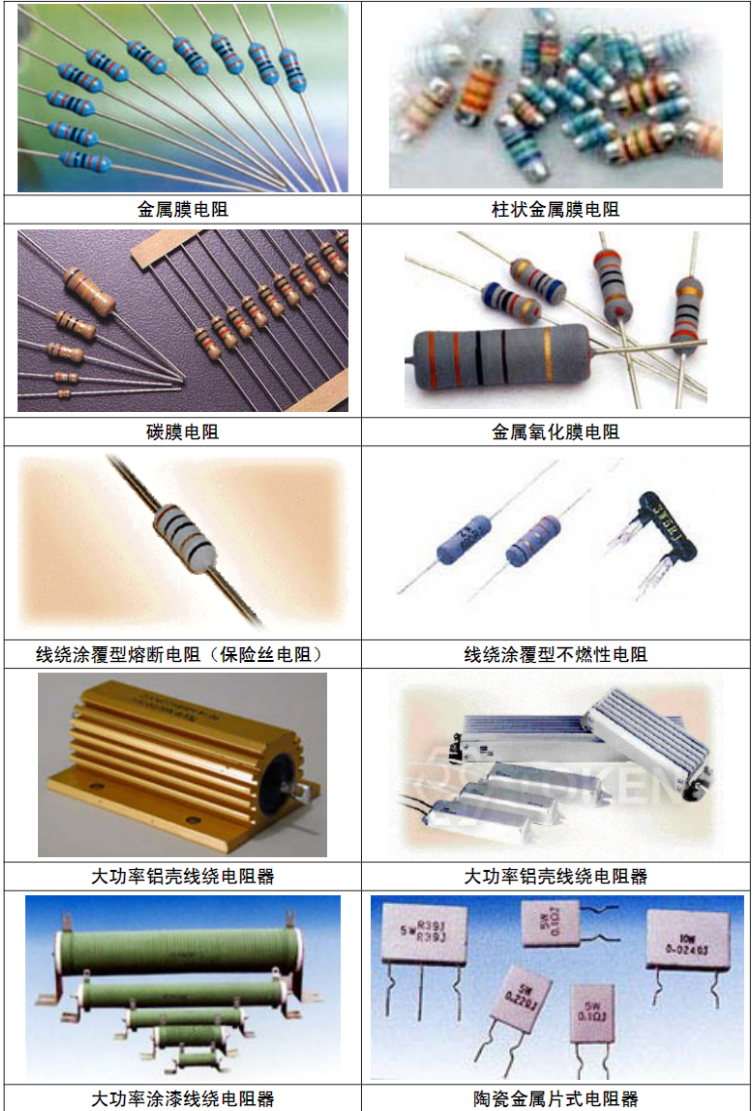 金属膜电阻
柱状金属膜电阻
碳膜电阻
金属氧化膜电阻
线绕涂覆型熔断电阻（保险丝电阻）
线绕涂覆型不燃性电阻
TOKEN
大功率铝壳线绕电阻器
大功率铝壳线绕电阻器
5W R39J
R39J
5W
0.1ΩJ
10W
0.024ΩJ
5W
0.22ΩJ
5W
0.1ΩJ
大功率涂漆线绕电阻器
陶瓷金属片式电阻器